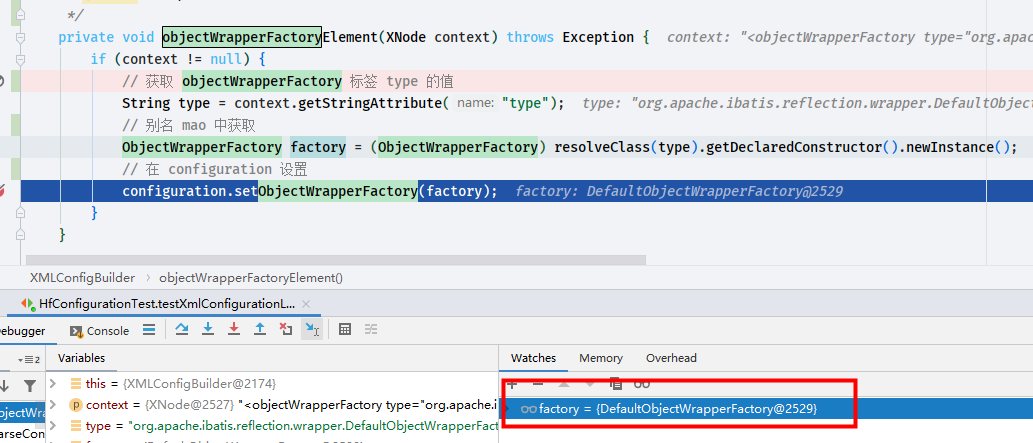 */
private void objectWrapperFactoryElement(XNode context) throws Exception {  context: "<objectWrapperFactory type="org.apac
if (context != null) {
// 获取 objectWrapperFactory 标签 type 的值
String type = context.getStringAttribute( name: "type");  type: "org.apache.ibatis.reflection.wrapper.DefaultObject
// 别名 mao 中获取
ObjectWrapperFactory factory = (ObjectWrapperFactory) resolveClass(type).getDeclaredConstructor().newInstance();
// 在 configuration 设置
configuration.setObjectWrapperFactory(factory);  factory: DefaultObjectWrapperFactory@2529
}
}
XMLConfigBuilder › objectWrapperFactoryElement()
HfConfigurationTest.testXmlConfigurationL... ×
Debugger Console
2 Variables Watches Memory Overhead
this = {XMLConfigBuilder@2174}
context = {XNode@2527} "<objectWrapperFactory type="org.apache.i
factory = {DefaultObjectWrapperFactory@2529}
type = "org.apache.ibatis.reflection.wrapper.DefaultObjectWrapperFact